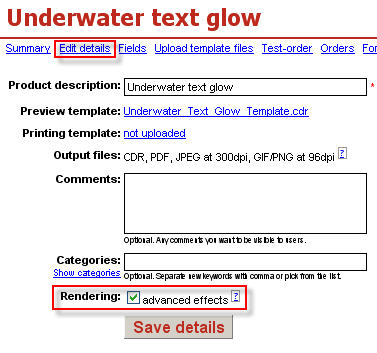 Underwater text glow
Summary Edit details Fields Upload template files Test-order Orders For
Product description: Underwater text glow *
Preview template: Underwater_Text_Glow_Template.cdr
Printing template: not uploaded
Output files: CDR, PDF, JPEG at 300dpi, GIF/PNG at 96dpi ?
Comments:
Optional. Any comments you want to be visible to users.
Categories:
Show categories Optional. Separate new keywords with comma or pick from the list.
Rendering: advanced effects ?
Save details